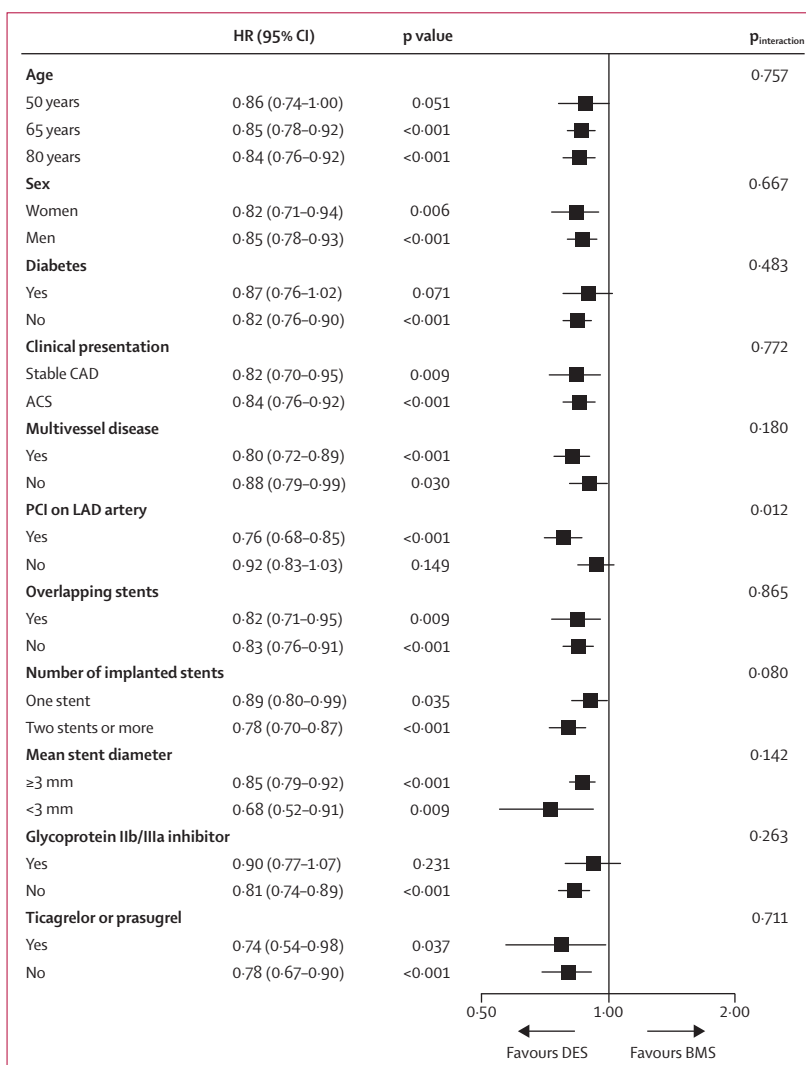 HR (95% CI) p value pinteraction
Age 0·757
50 years 0·86 (0·74–1·00) 0·051
65 years 0·85 (0·78–0·92) <0·001
80 years 0·84 (0·76–0·92) <0·001
Sex 0·667
Women 0·82 (0·71–0·94) 0·006
Men 0·85 (0·78–0·93) <0·001
Diabetes 0·483
Yes 0·87 (0·76–1·02) 0·071
No 0·82 (0·76–0·90) <0·001
Clinical presentation 0·772
Stable CAD 0·82 (0·70–0·95) 0·009
ACS 0·84 (0·76–0·92) <0·001
Multivessel disease 0·180
Yes 0·80 (0·72–0·89) <0·001
No 0·88 (0·79–0·99) 0·030
PCI on LAD artery 0·012
Yes 0·76 (0·68–0·85) <0·001
No 0·92 (0·83–1·03) 0·149
Overlapping stents 0·865
Yes 0·82 (0·71–0·95) 0·009
No 0·83 (0·76–0·91) <0·001
Number of implanted stents 0·080
One stent 0·89 (0·80–0·99) 0·035
Two stents or more 0·78 (0·70–0·87) <0·001
Mean stent diameter 0·142
≥3 mm 0·85 (0·79–0·92) <0·001
<3 mm 0·68 (0·52–0·91) 0·009
Glycoprotein IIb/IIIa inhibitor 0·263
Yes 0·90 (0·77–1·07) 0·231
No 0·81 (0·74–0·89) <0·001
Ticagrelor or prasugrel 0·711
Yes 0·74 (0·54–0·98) 0·037
No 0·78 (0·67–0·90) <0·001
0·50 1·00 2·00
Favours DES Favours BMS